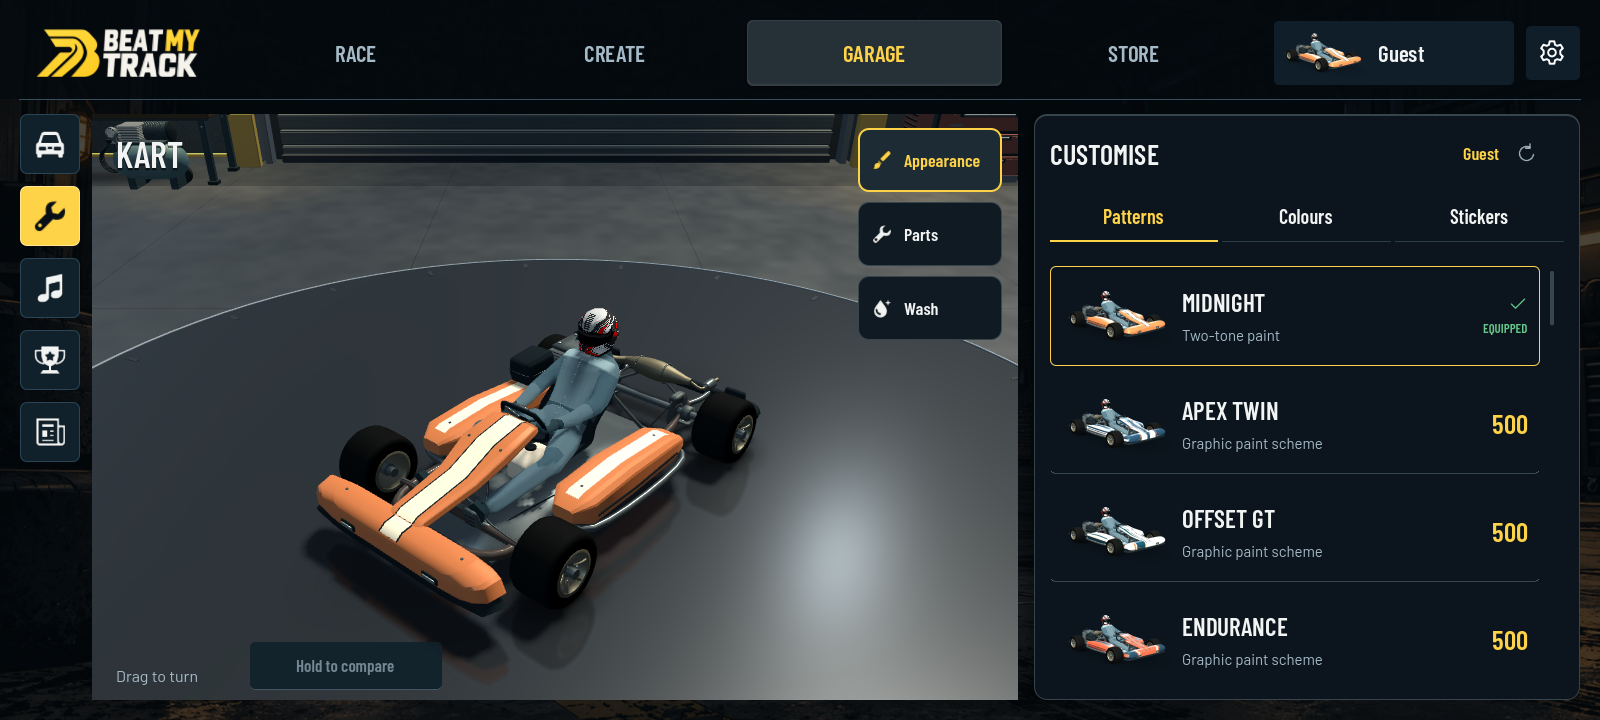 BEATMY
TRACK
RACE
CREATE
GARAGE
STORE
Guest
KART
Appearance
Parts
Wash
Drag to turn
Hold to compare
CUSTOMISE
Guest
Patterns
Colours
Stickers
MIDNIGHT
Two-tone paint
EQUIPPED
APEX TWIN
Graphic paint scheme
500
OFFSET GT
Graphic paint scheme
500
ENDURANCE
Graphic paint scheme
500